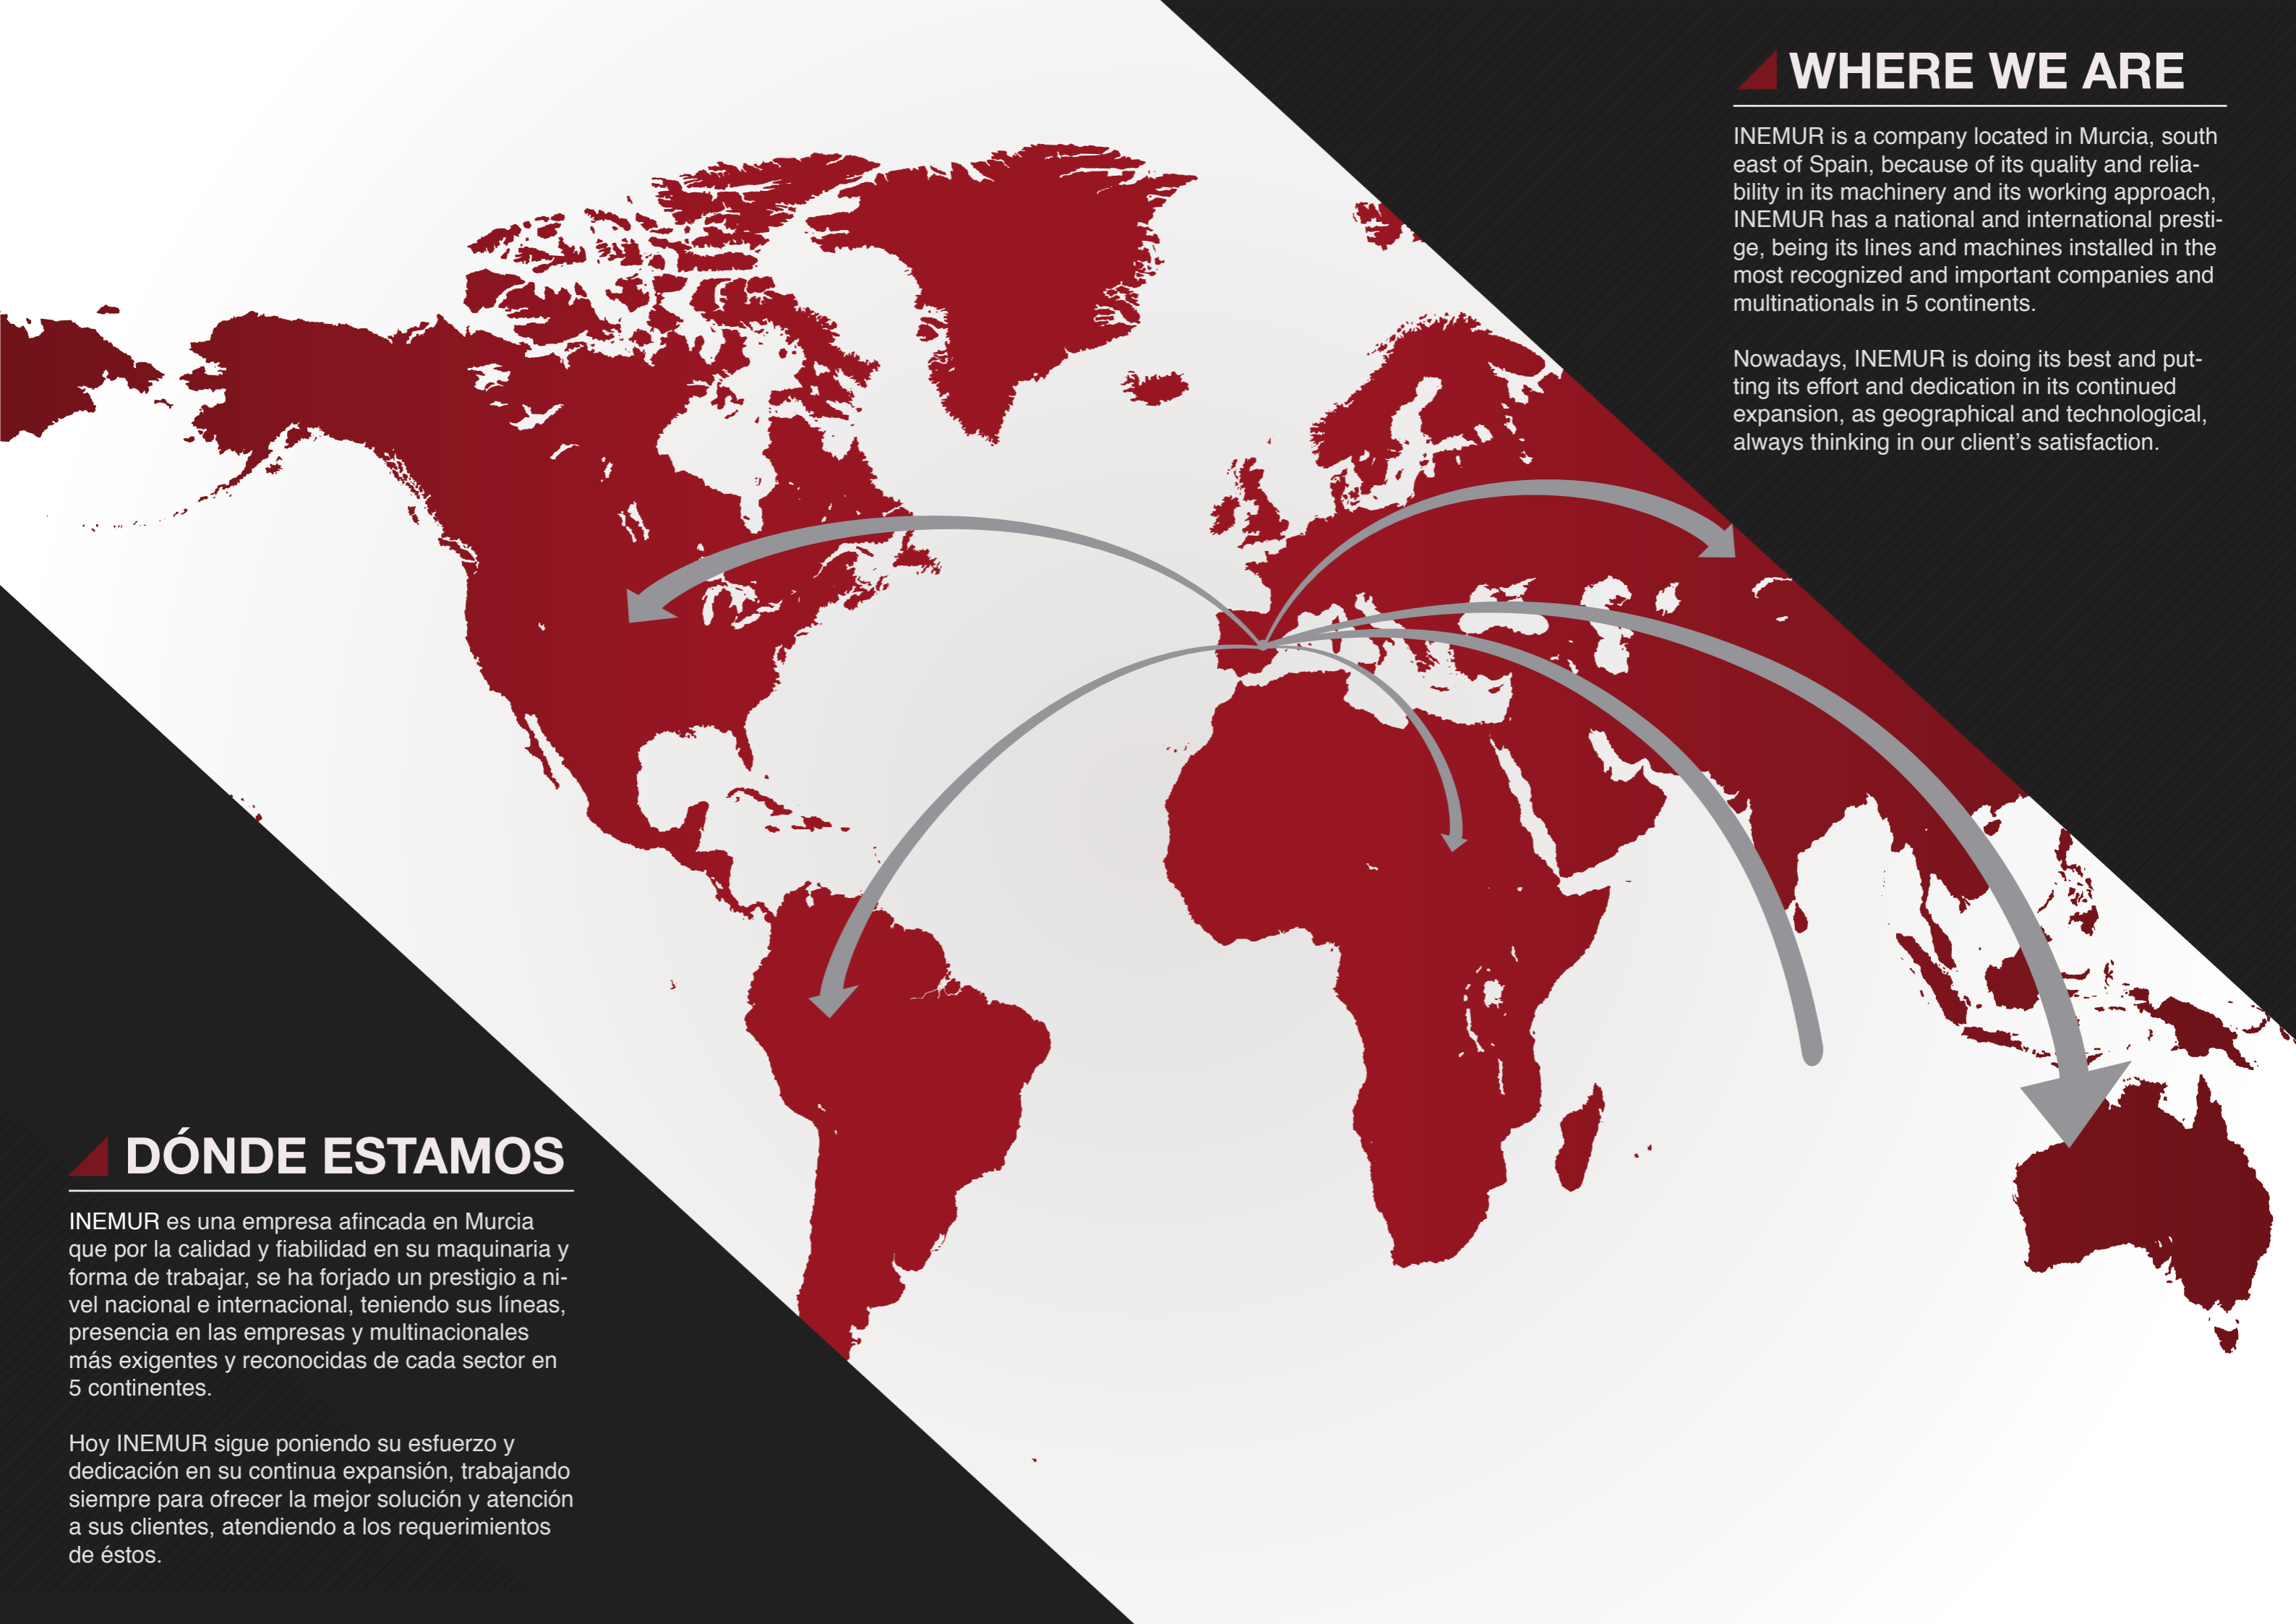 WHERE WE ARE
INEMUR is a company located in Murcia, south
east of Spain, because of its quality and relia-
bility in its machinery and its working approach,
INEMUR has a national and international presti-
ge, being its lines and machines installed in the
most recognized and important companies and
multinationals in 5 continents.
Nowadays, INEMUR is doing its best and put-
ting its effort and dedication in its continued
expansion, as geographical and technological,
always thinking in our client's satisfaction.
DÓNDE ESTAMOS
INEMUR es una empresa afincada en Murcia
que por la calidad y fiabilidad en su maquinaria y
forma de trabajar, se ha forjado un prestigio a ni-
vel nacional e internacional, teniendo sus líneas,
presencia en las empresas y multinacionales
más exigentes y reconocidas de cada sector en
5 continentes.
Hoy INEMUR sigue poniendo su esfuerzo y
dedicación en su continua expansión, trabajando
siempre para ofrecer la mejor solución y atención
a sus clientes, atendiendo a los requerimientos
de éstos.